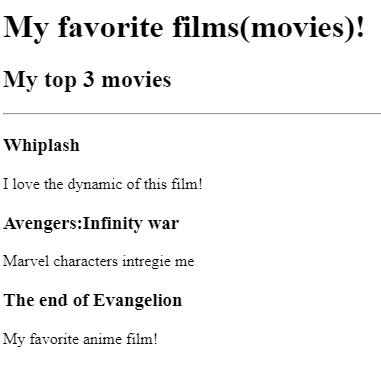 My favorite films(movies)!
My top 3 movies
Whiplash
I love the dynamic of this film!
Avengers:Infinity war
Marvel characters intregie me
The end of Evangelion
My favorite anime film!